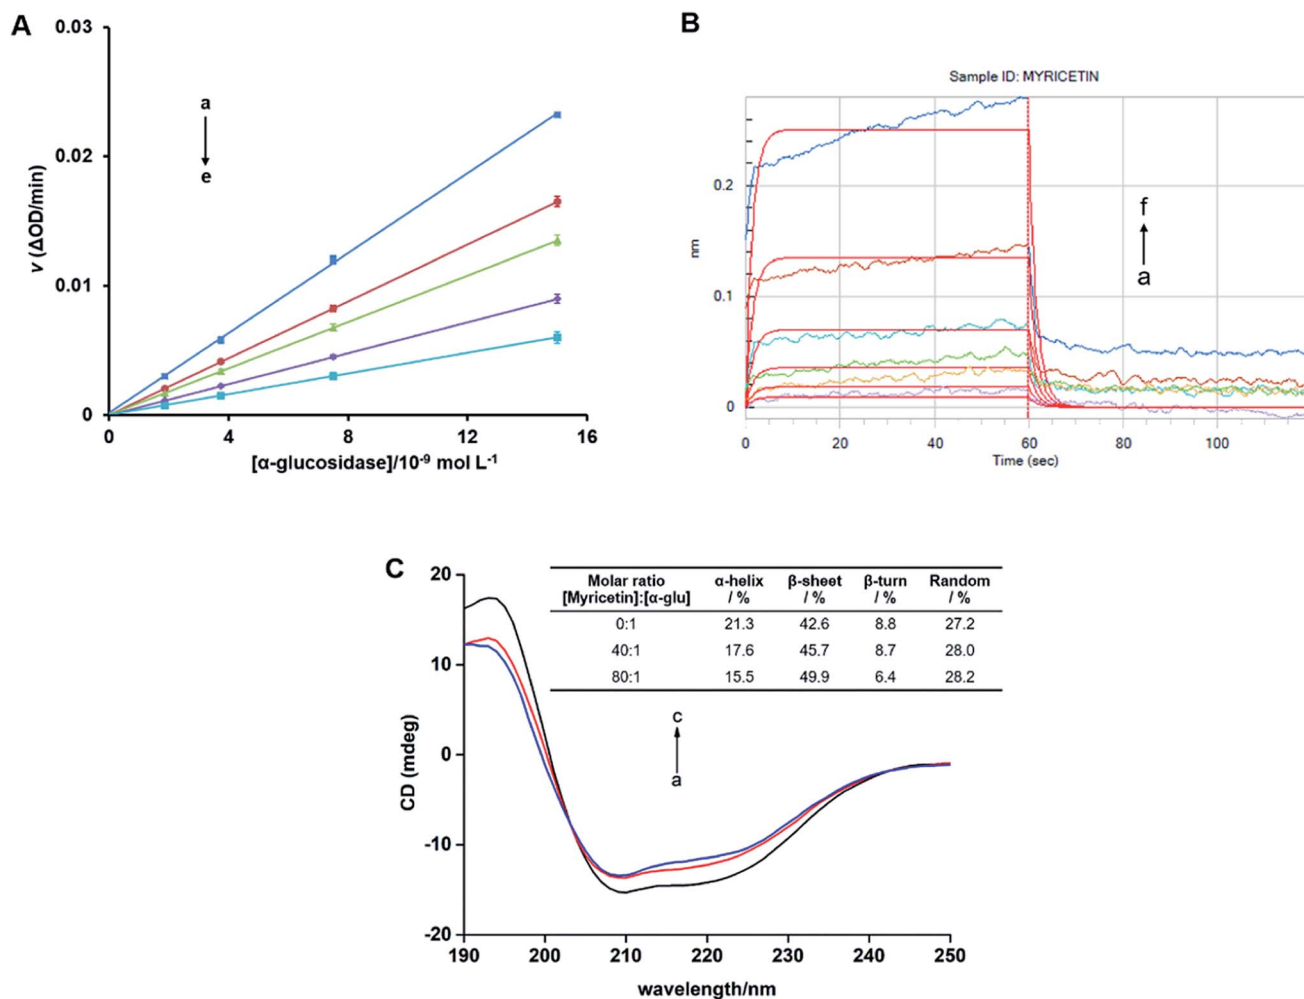 A
0.03
0.02
0.01
0
v (ΔOD/min)
a
e
0 4 8 12 16
[α-glucosidase]/10⁻⁹ mol L⁻¹
B
Sample ID: MYRICETIN
0.2
0.1
0
nm
f
a
0 20 40 60 80 100
Time (sec)
C
20
10
0
-10
-20
CD (mdeg)
Molar ratio α-helix β-sheet β-turn Random
[Myricetin]:[α-glu] / % / % / % / %
0:1 21.3 42.6 8.8 27.2
40:1 17.6 45.7 8.7 28.0
80:1 15.5 49.9 6.4 28.2
c
a
190 200 210 220 230 240 250
wavelength/nm